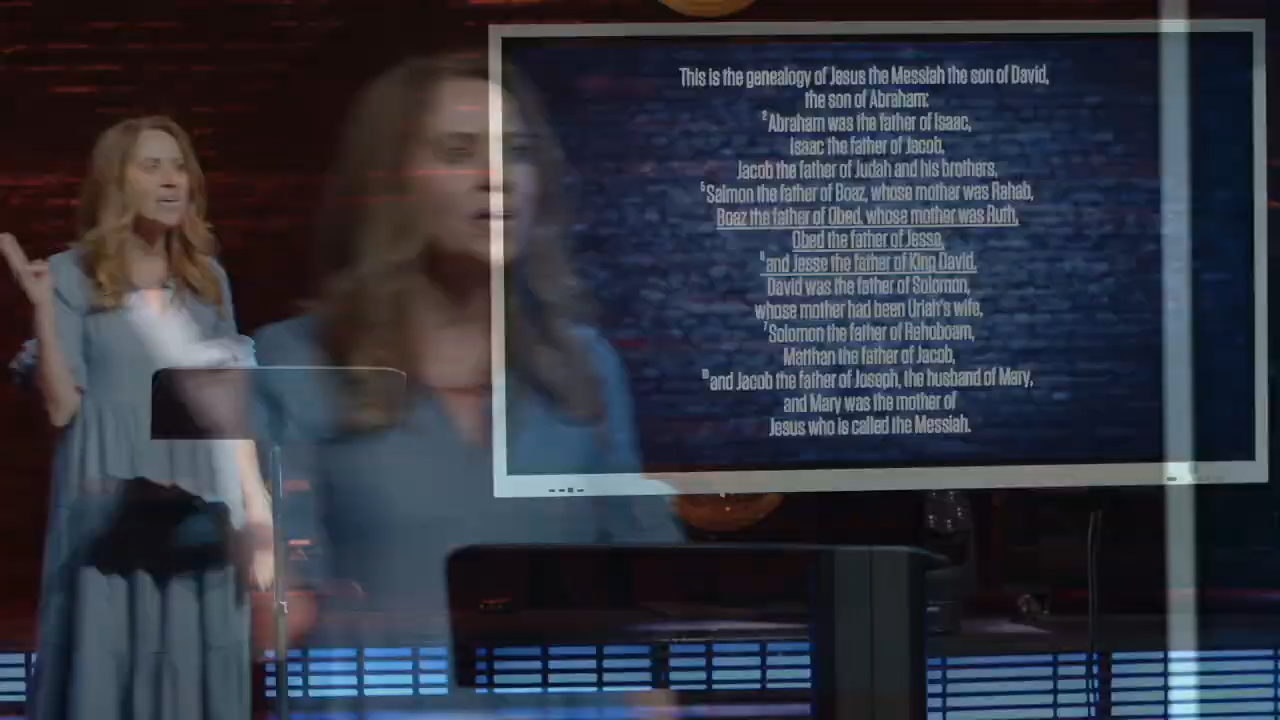 This is the genealogy of Jesus the Messiah the son of David,
the son of Abraham:
²Abraham was the father of Isaac,
Isaac the father of Jacob,
Jacob the father of Judah and his brothers,
⁵Salmon the father of Boaz, whose mother was Rahab,
Boaz the father of Obed, whose mother was Ruth,
Obed the father of Jesse,
⁶and Jesse the father of King David.
David was the father of Solomon,
whose mother had been Uriah's wife,
⁷Solomon the father of Rehoboam,
Matthan the father of Jacob,
and Jacob the father of Joseph, the husband of Mary,
and Mary was the mother of
Jesus who is called the Messiah.